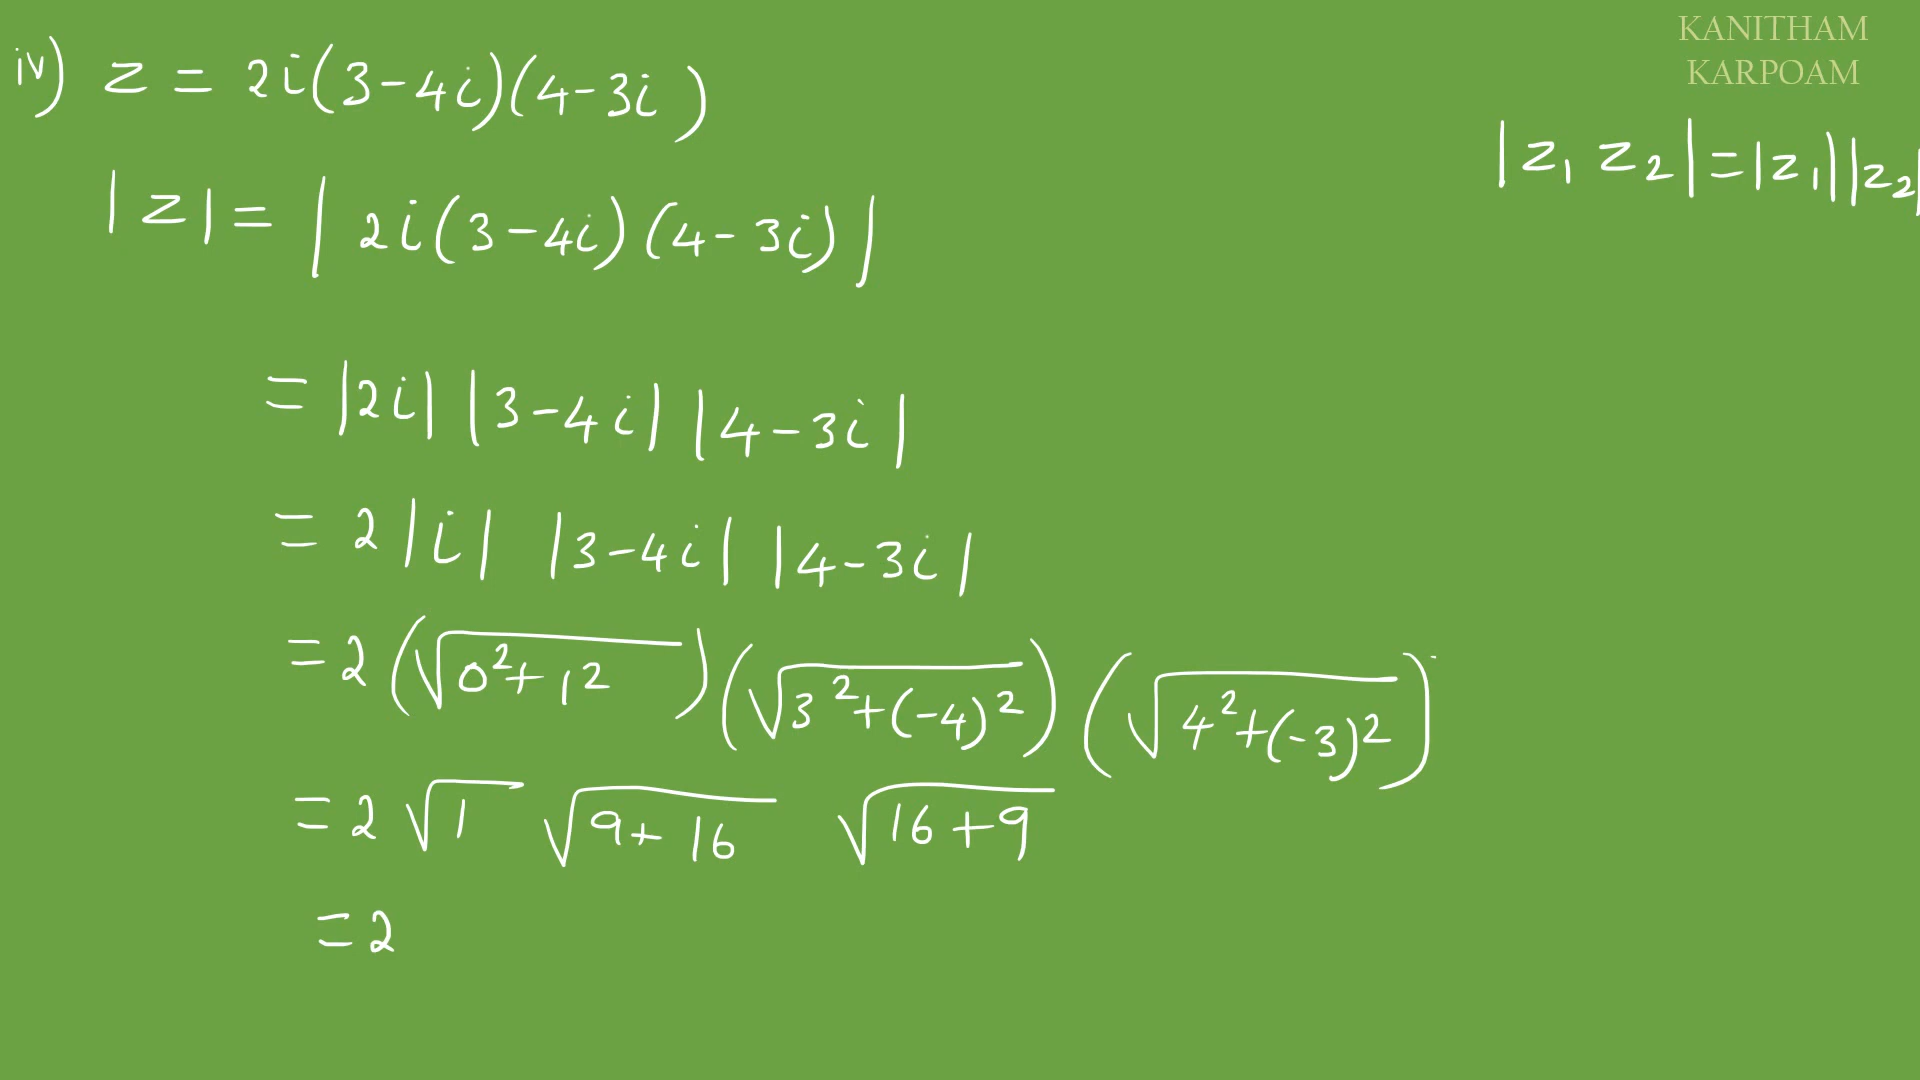 KANITHAM
KARPOAM
iv) z = 2i(3-4i)(4-3i)
|z₁ z₂| = |z₁||z₂|
|z| = |2i(3-4i)(4-3i)|
= |2i| |3-4i| |4-3i|
= 2 |i| |3-4i| |4-3i|
= 2 (√(0²+1²)) (√(3²+(-4)²)) (√(4²+(-3)²))
= 2 √1 √(9+16) √(16+9)
= 2